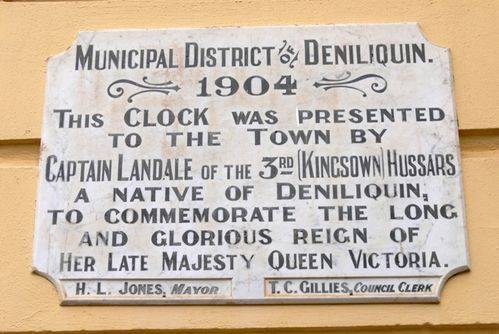 MUNICIPAL DISTRICT OF DENILIQUIN.
1904
THIS CLOCK WAS PRESENTED
TO THE TOWN BY
CAPTAIN LANDALE OF THE 3RD (KINGSOWN) HUSSARS
A NATIVE OF DENILIQUIN,
TO COMMEMORATE THE LONG
AND GLORIOUS REIGN OF
HER LATE MAJESTY QUEEN VICTORIA.
H. L. JONES, MAYOR T. C. GILLIES, COUNCIL CLERK